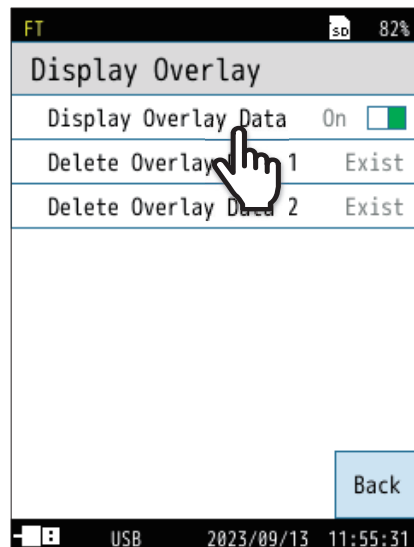 FT SD 82%
Display Overlay
Display Overlay Data On
Delete Overlay 1 Exist
Delete Overlay Data 2 Exist
Back
USB 2023/09/13 11:55:31